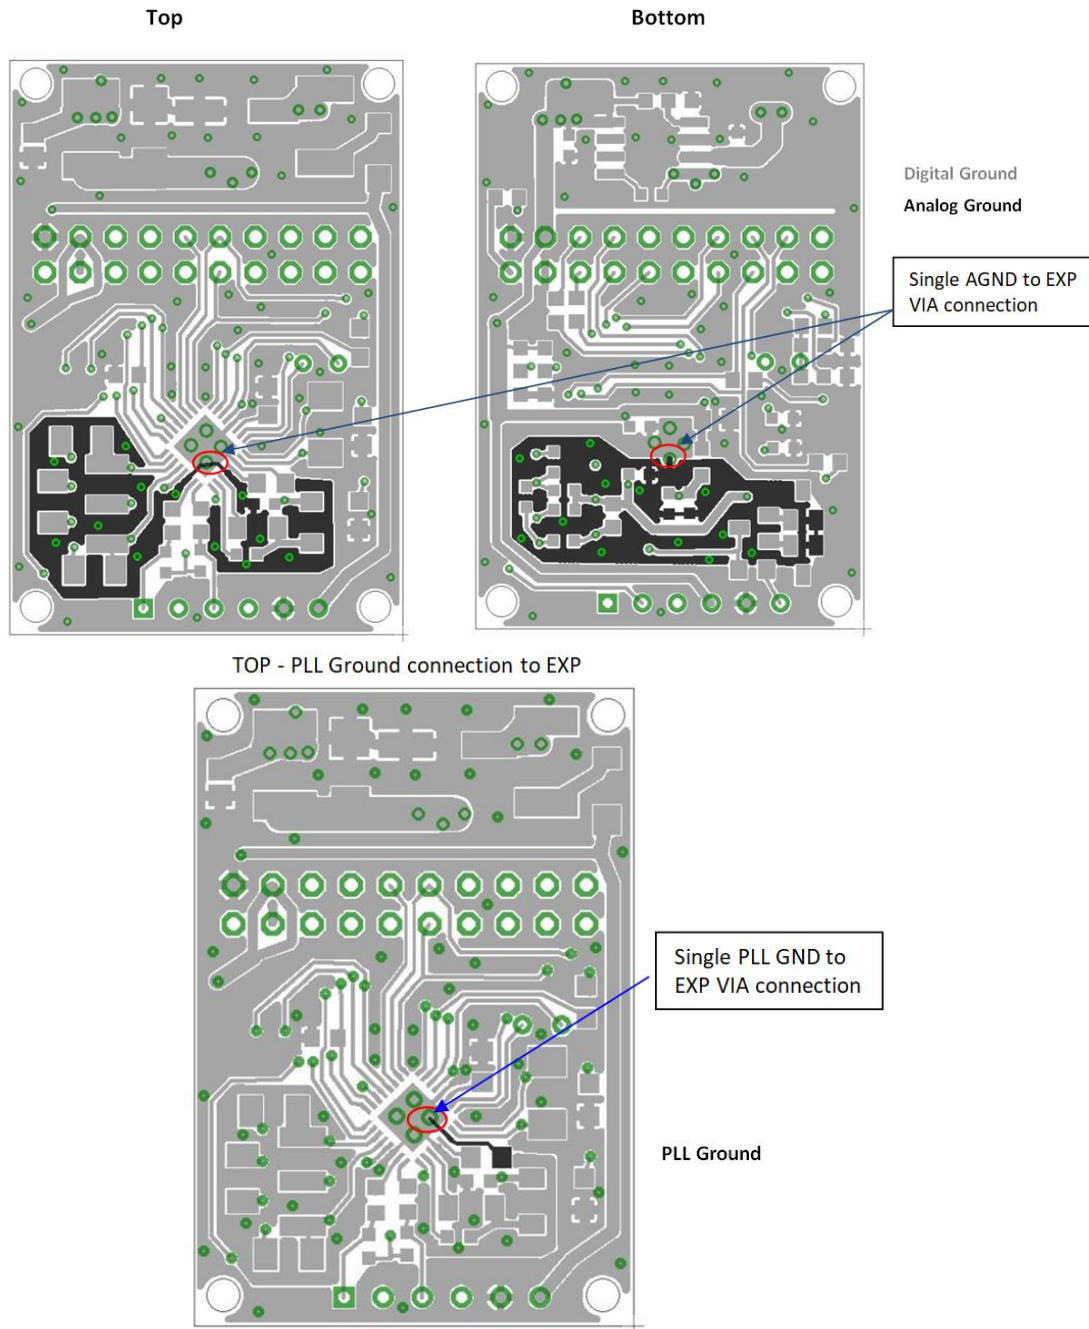 Top
Bottom
Digital Ground
Analog Ground
Single AGND to EXP
VIA connection
TOP - PLL Ground connection to EXP
Single PLL GND to
EXP VIA connection
PLL Ground